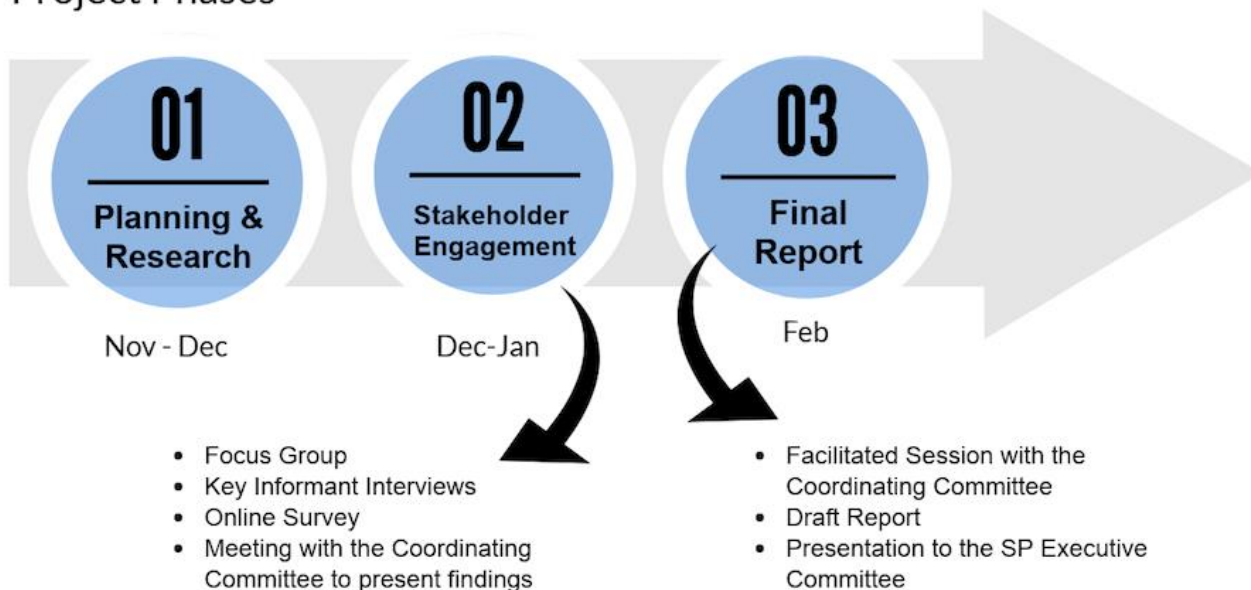 Project Phases
01
Planning &
Research
Nov - Dec
02
Stakeholder
Engagement
Dec-Jan
03
Final
Report
Feb
• Focus Group
• Key Informant Interviews
• Online Survey
• Meeting with the Coordinating
Committee to present findings
• Facilitated Session with the
Coordinating Committee
• Draft Report
• Presentation to the SP Executive
Committee